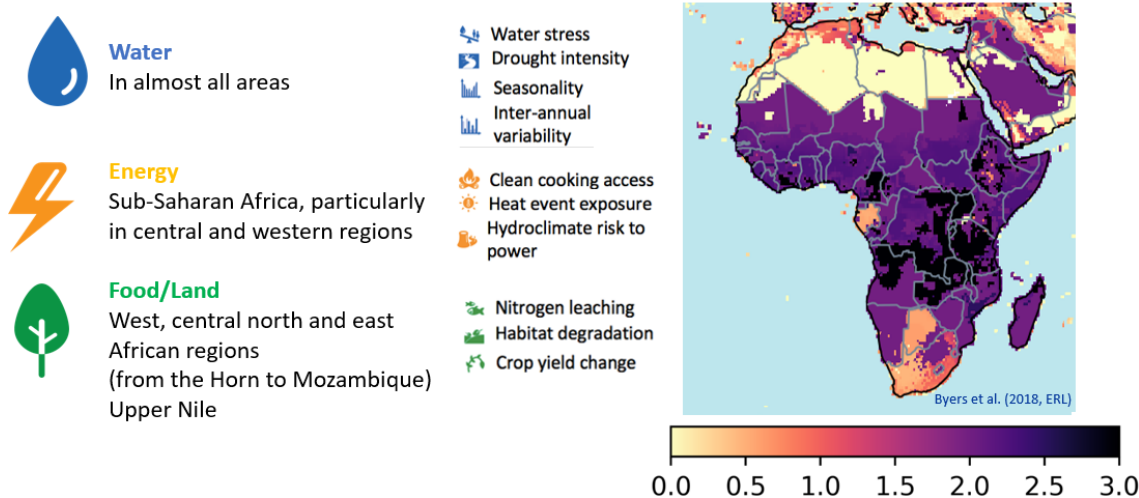 Water
In almost all areas
Energy
Sub-Saharan Africa, particularly
in central and western regions
Food/Land
West, central north and east
African regions
(from the Horn to Mozambique)
Upper Nile
Water stress
Drought intensity
Seasonality
Inter-annual
variability
Clean cooking access
Heat event exposure
Hydroclimate risk to
power
Nitrogen leaching
Habitat degradation
Crop yield change
Byers et al. (2018, ERL)
0.0 0.5 1.0 1.5 2.0 2.5 3.0